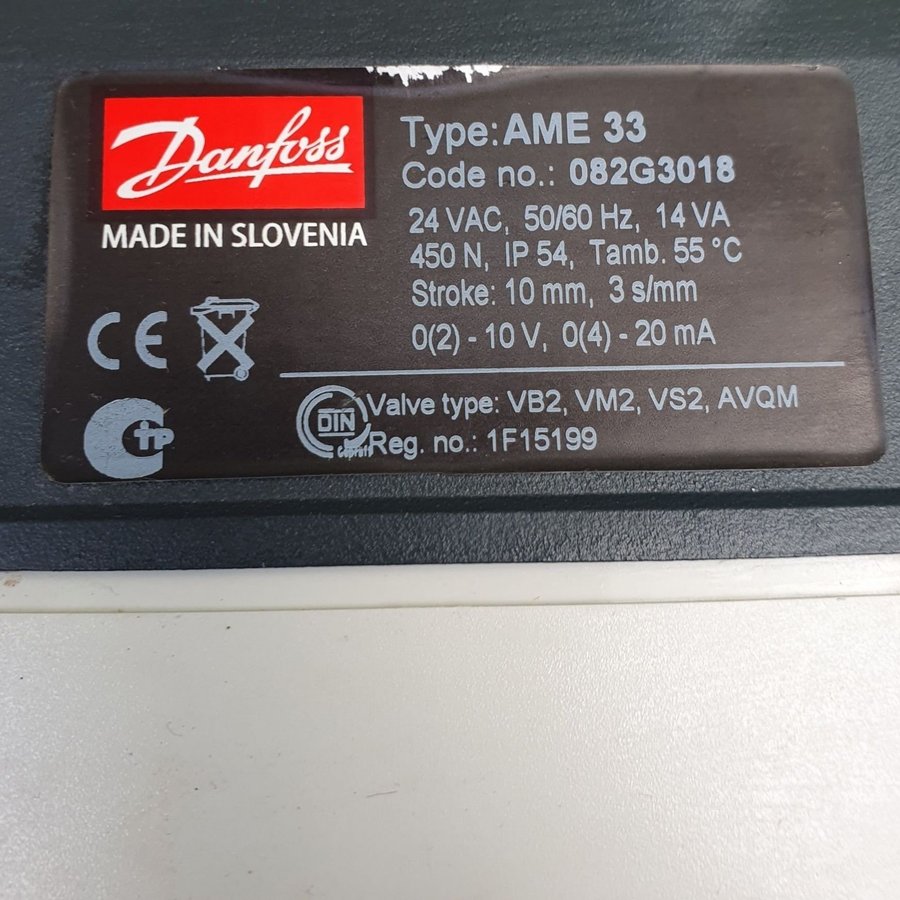 Danfoss
MADE IN SLOVENIA
Type: AME 33
Code no.: 082G3018
24 VAC, 50/60 Hz, 14 VA
450 N, IP 54, Tamb. 55 °C
Stroke: 10 mm, 3 s/mm
0(2) - 10 V, 0(4) - 20 mA
CE
TP
DIN
Valve type: VB2, VM2, VS2, AVQM
Reg. no.: 1F15199